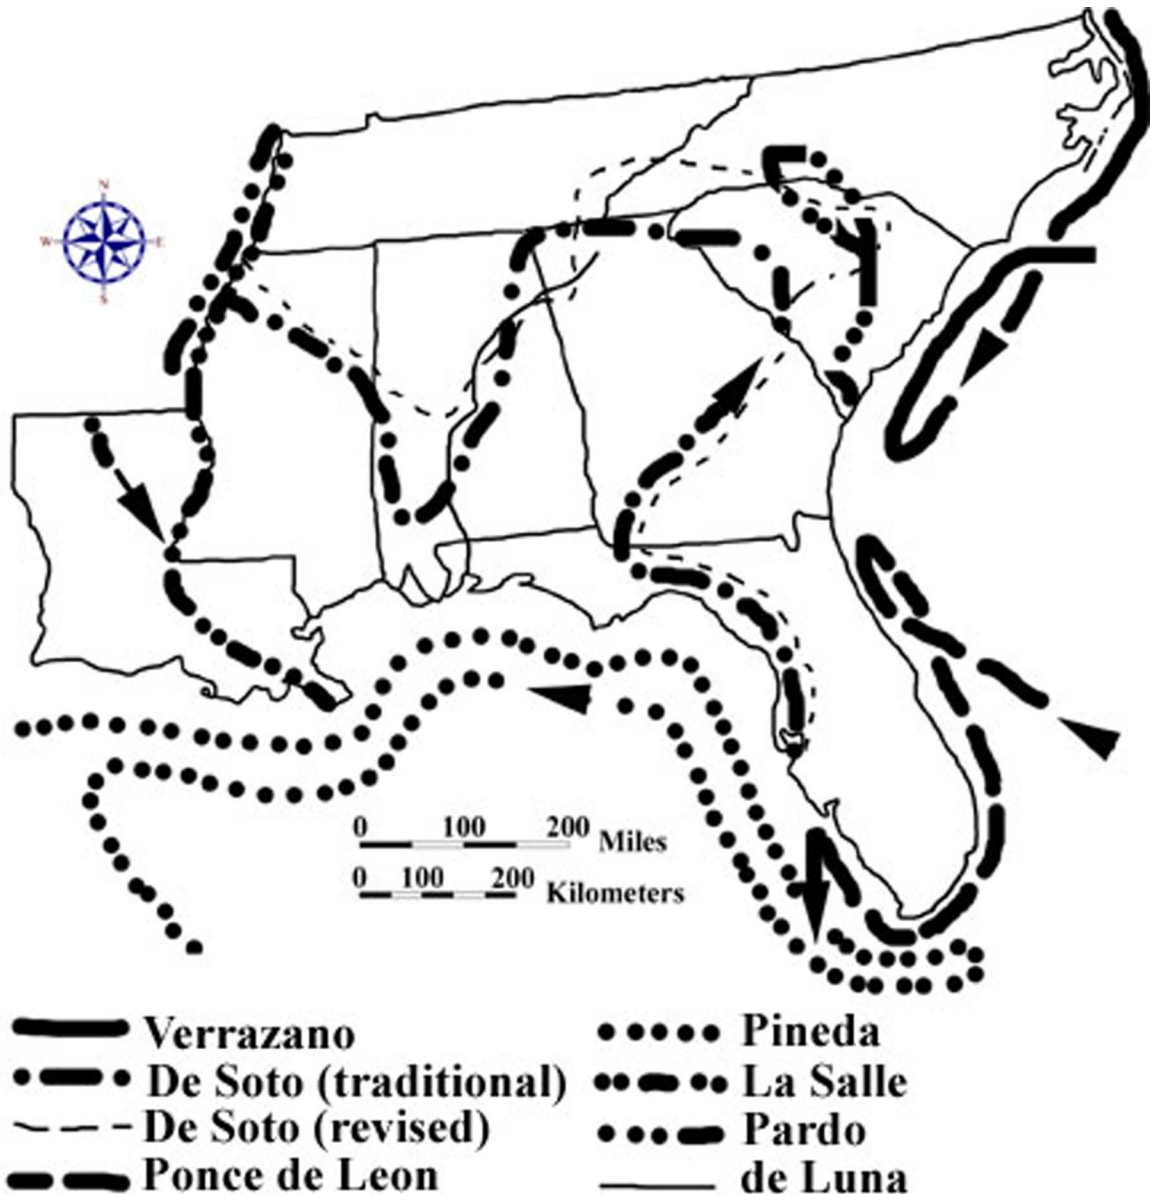 N
W E
S
0 100 200 Miles
0 100 200 Kilometers
Verrazano
De Soto (traditional)
De Soto (revised)
Ponce de Leon
Pineda
La Salle
Pardo
de Luna